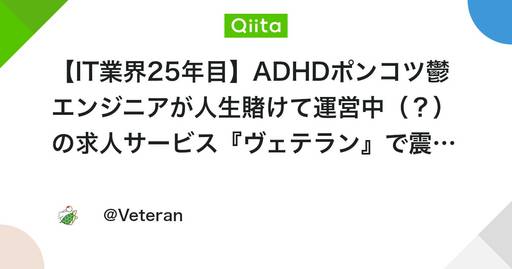 Qiita
【IT業界25年目】ADHDポンコツ鬱
エンジニアが人生賭けて運営中（？）
の求人サービス『ヴェテラン』で震…
@Veteran